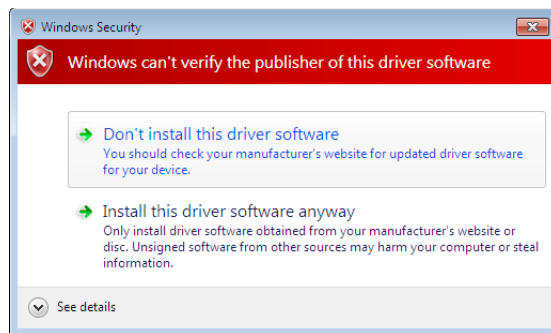 Windows Security
Windows can't verify the publisher of this driver software
Don't install this driver software
You should check your manufacturer's website for updated driver software
for your device.
Install this driver software anyway
Only install driver software obtained from your manufacturer's website or
disc. Unsigned software from other sources may harm your computer or steal
information.
See details